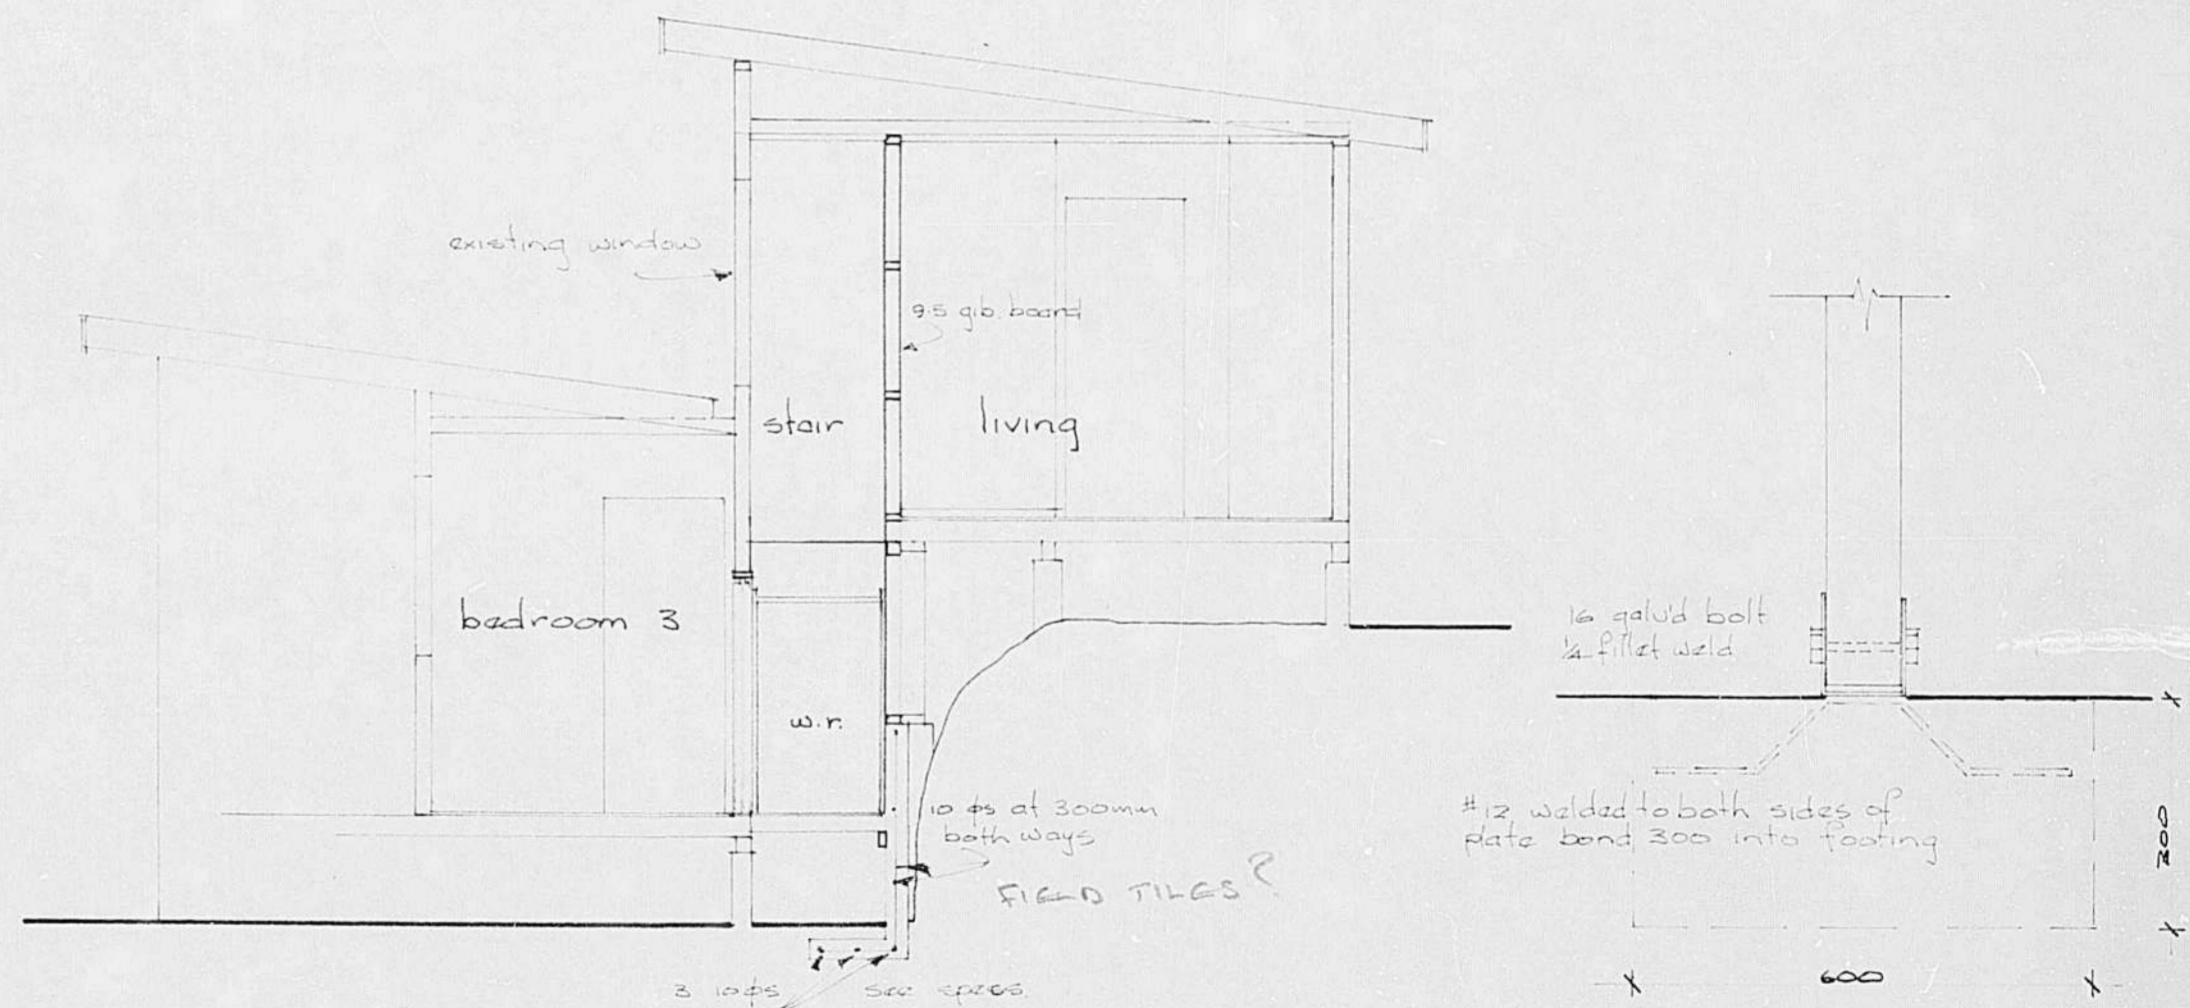 existing window
9.5 gib. board
stair
living
bedroom 3
w.r.
10 øs at 300mm
both ways
FIELD TILES?
3 10øs see specs
16 galv'd bolt
1/4 fillet weld
#12 welded to both sides of
plate bond 300 into footing
300
600